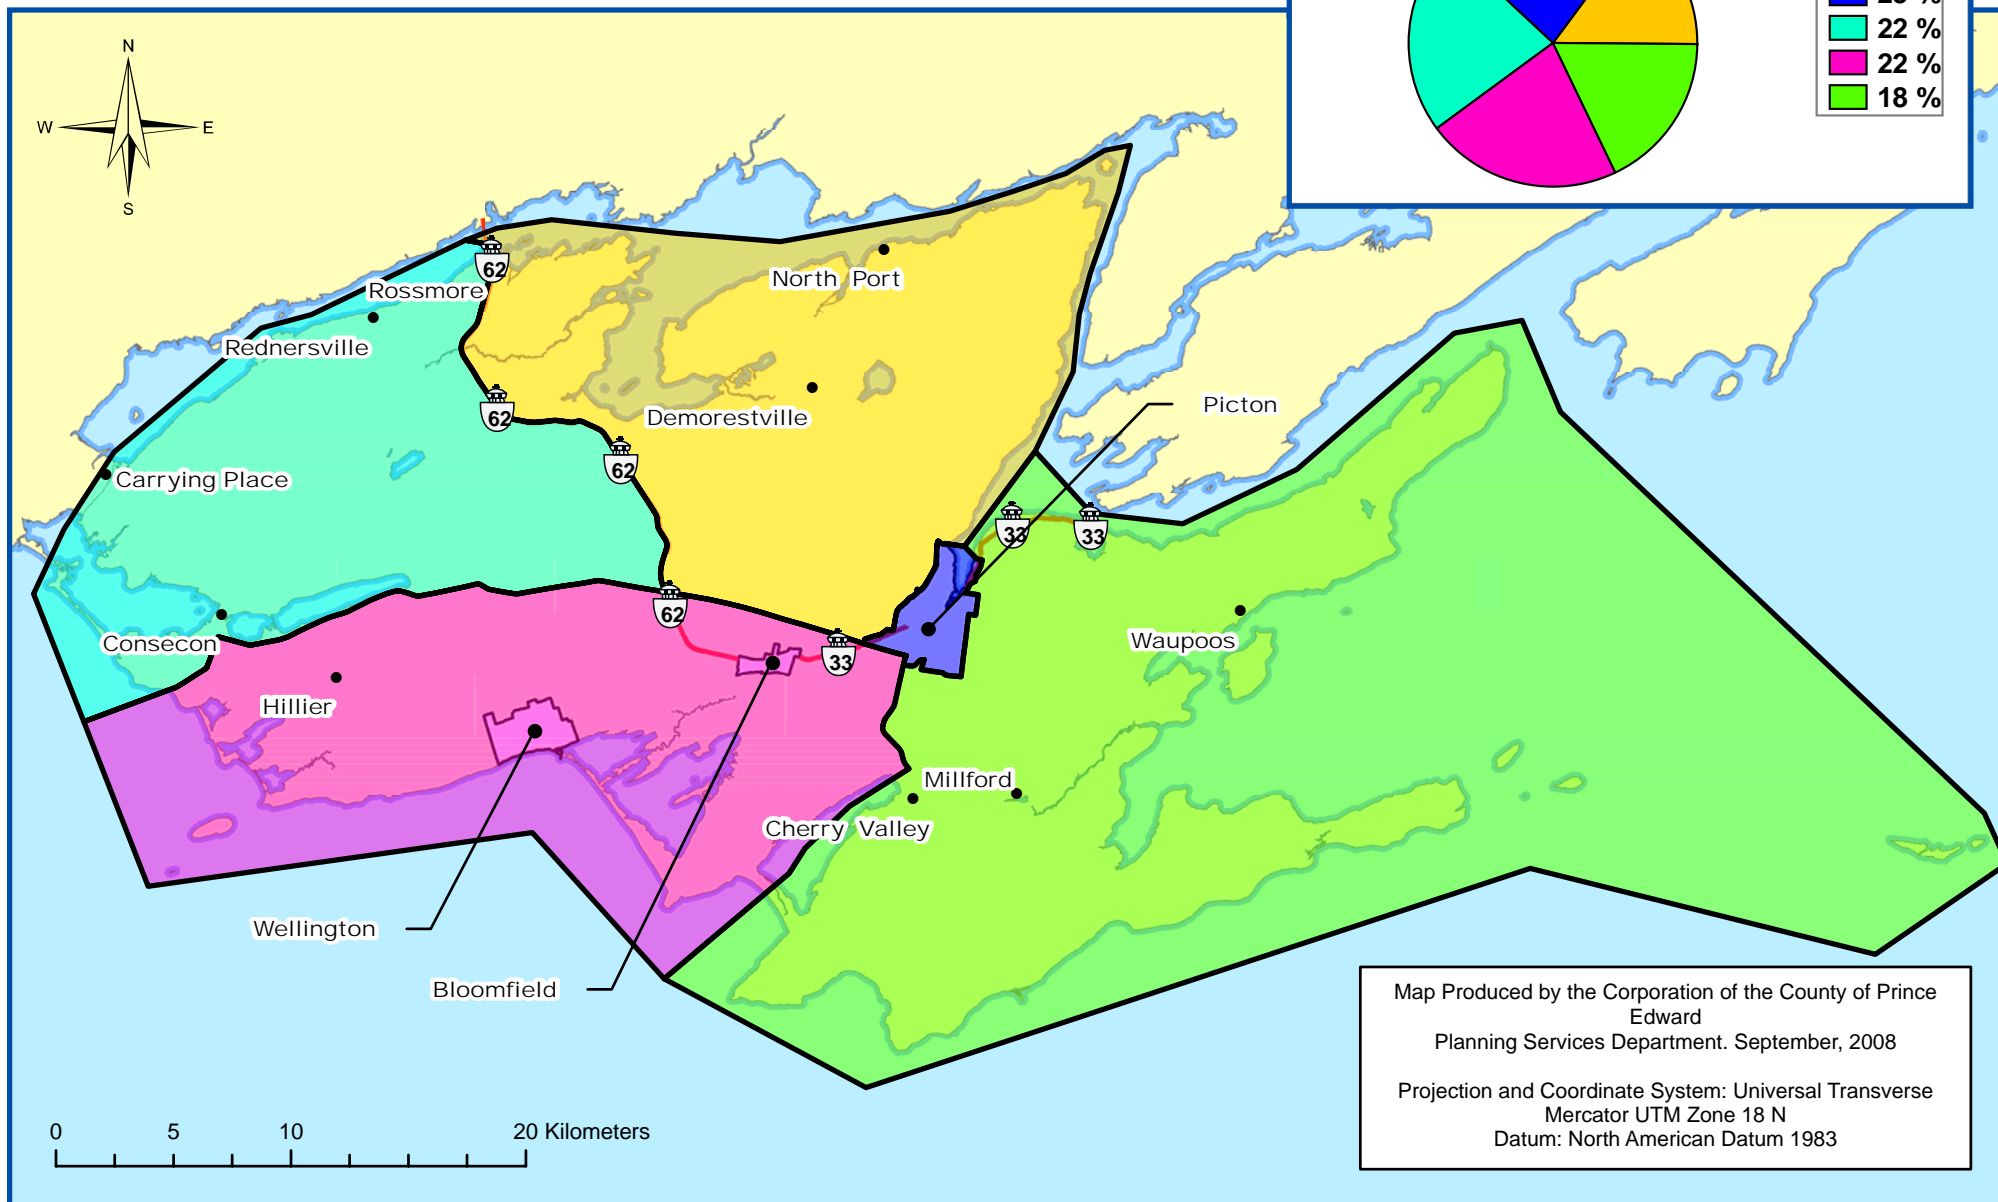 22 %
22 %
18 %
N
W
E
S
62
Rossmore
North Port
Rednersville
62
Demorestville
Picton
62
Carrying Place
33
33
62
Consecon
33
Waupoos
Hillier
Millford
Cherry Valley
Wellington
Bloomfield
Map Produced by the Corporation of the County of Prince
Edward
Planning Services Department. September, 2008
Projection and Coordinate System: Universal Transverse
Mercator UTM Zone 18 N
Datum: North American Datum 1983
0 5 10 20 Kilometers